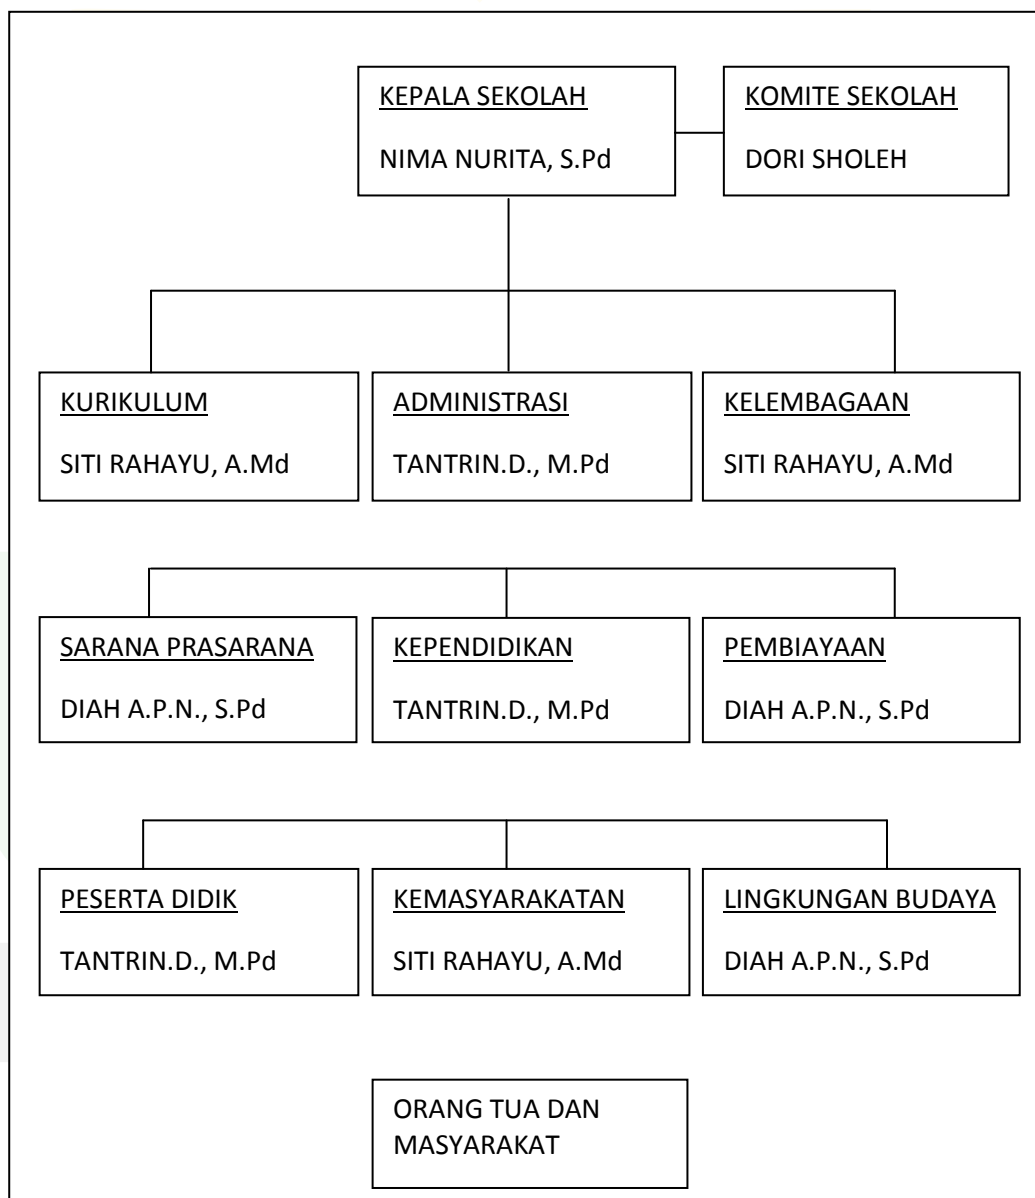 KEPALA SEKOLAH
NIMA NURITA, S.Pd
KOMITE SEKOLAH
DORI SHOLEH
KURIKULUM
SITI RAHAYU, A.Md
ADMINISTRASI
TANTRIN.D., M.Pd
KELEMBAGAAN
SITI RAHAYU, A.Md
SARANA PRASARANA
DIAH A.P.N., S.Pd
KEPENDIDIKAN
TANTRIN.D., M.Pd
PEMBIAYAAN
DIAH A.P.N., S.Pd
PESERTA DIDIK
TANTRIN.D., M.Pd
KEMASYARAKATAN
SITI RAHAYU, A.Md
LINGKUNGAN BUDAYA
DIAH A.P.N., S.Pd
ORANG TUA DAN
MASYARAKAT